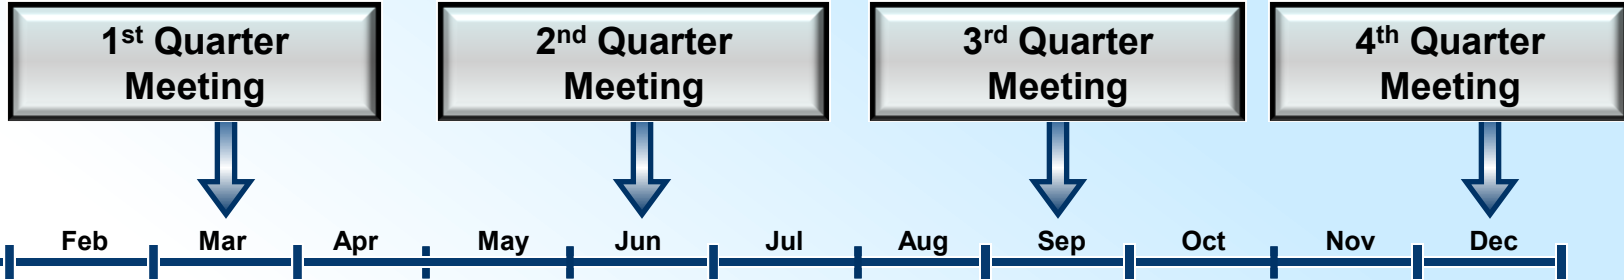 1st Quarter
Meeting
2nd Quarter
Meeting
3rd Quarter
Meeting
4th Quarter
Meeting
Feb Mar Apr May Jun Jul Aug Sep Oct Nov Dec